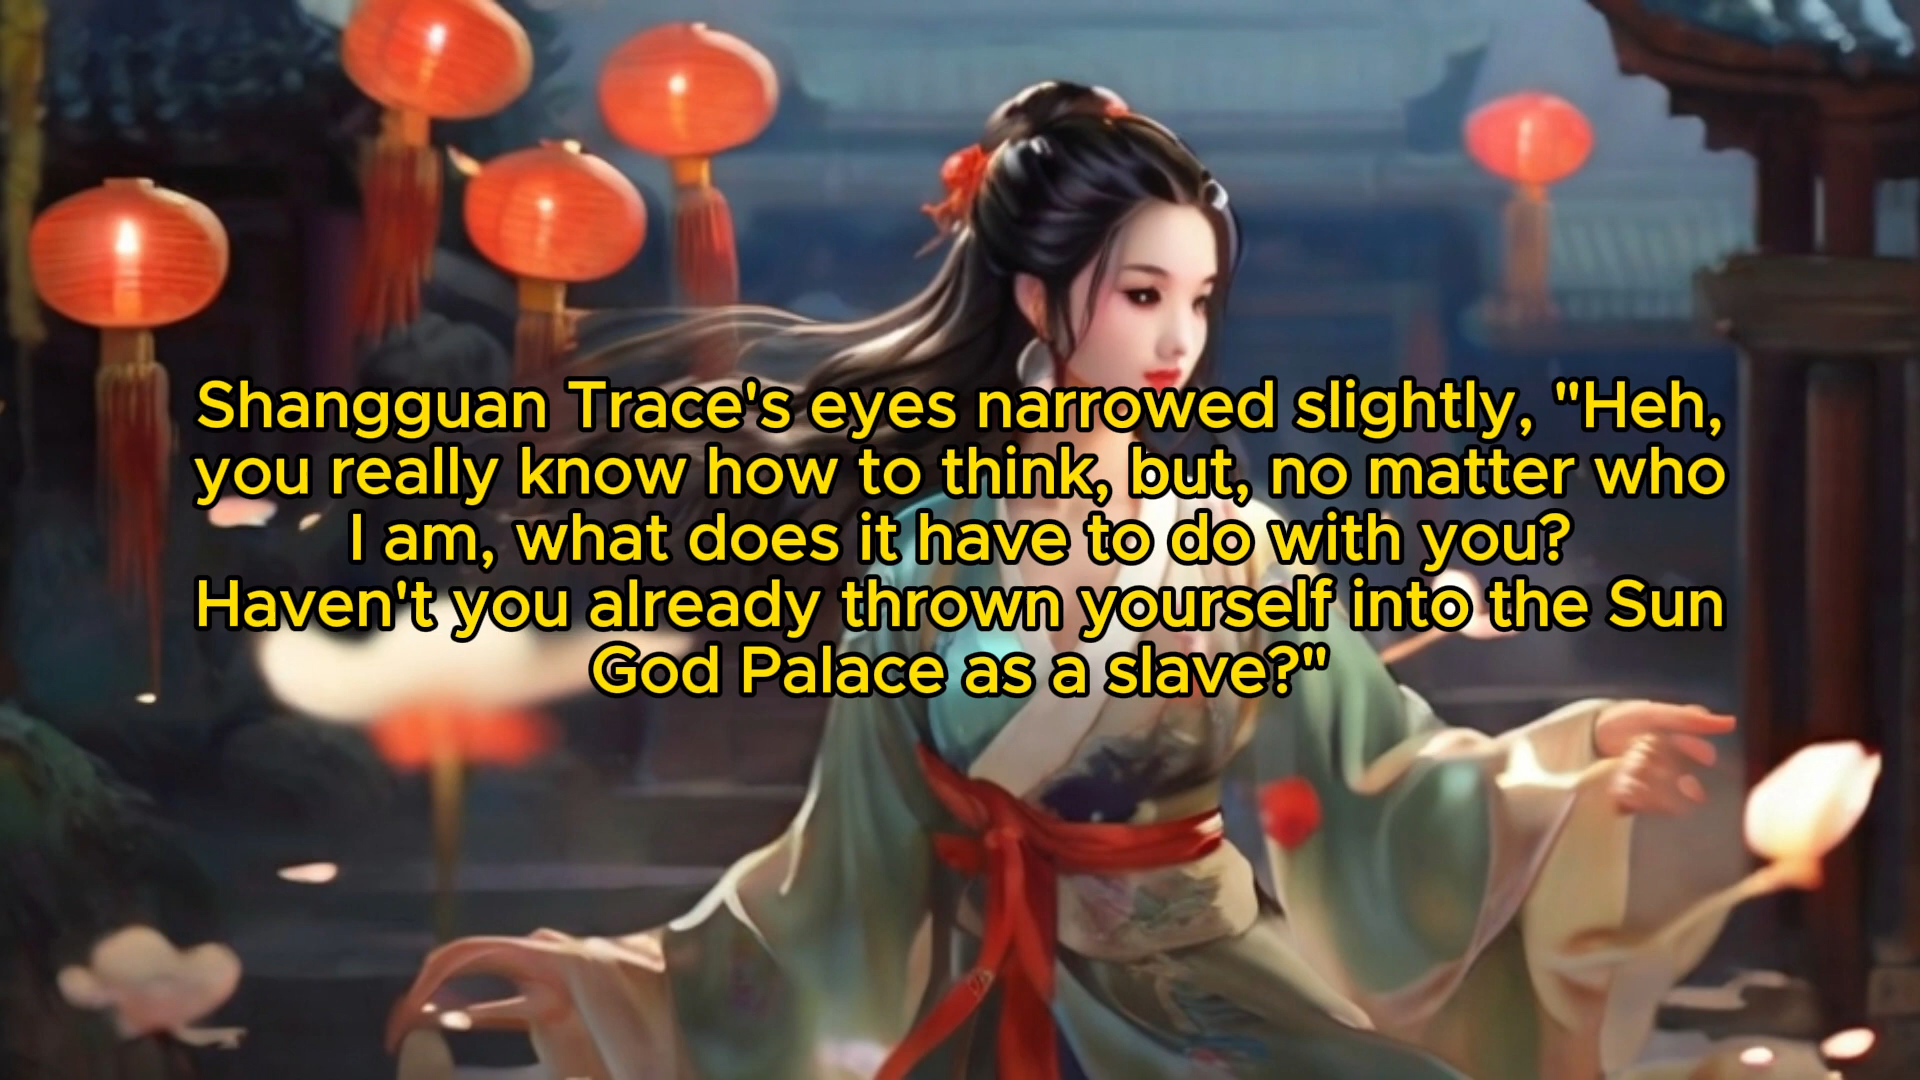 Shangguan Trace's eyes narrowed slightly, "Heh,
you really know how to think, but, no matter who
I am, what does it have to do with you?
Haven't you already thrown yourself into the Sun
God Palace as a slave?"